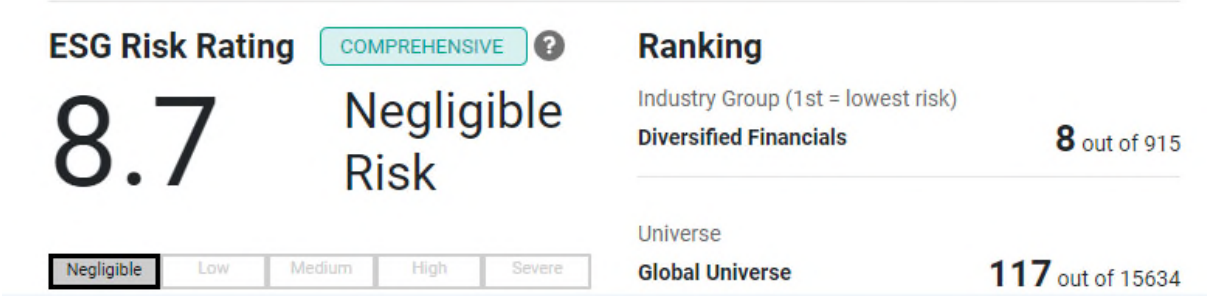 ESG Risk Rating COMPREHENSIVE ?
8.7 Negligible
Risk
Negligible Low Medium High Severe
Ranking
Industry Group (1st = lowest risk)
Diversified Financials 8 out of 915
Universe
Global Universe 117 out of 15634